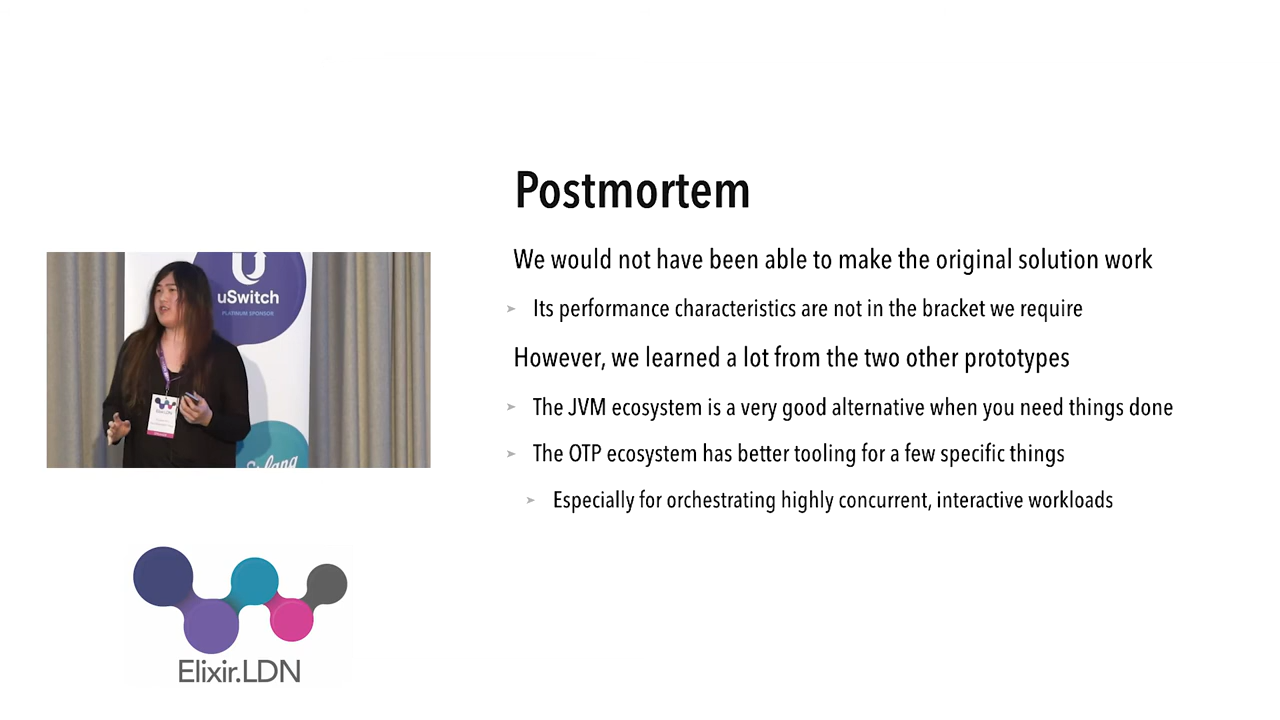 Postmortem
We would not have been able to make the original solution work
Its performance characteristics are not in the bracket we require
However, we learned a lot from the two other prototypes
The JVM ecosystem is a very good alternative when you need things done
The OTP ecosystem has better tooling for a few specific things
Especially for orchestrating highly concurrent, interactive workloads
uSwitch
PLATINUM SPONSOR
Elixir.LDN